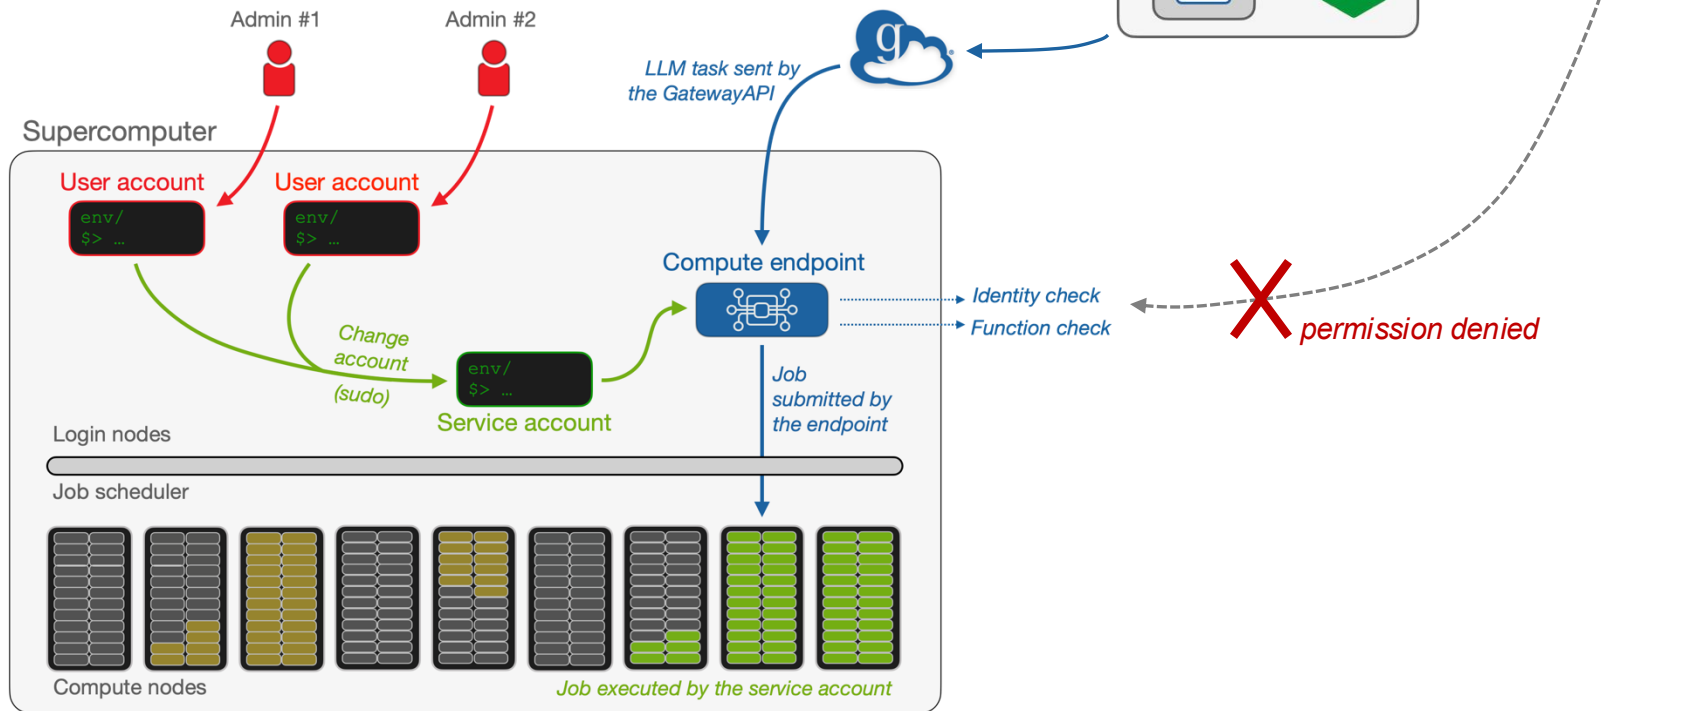 Admin #1
Admin #2
g
LLM task sent by
the GatewayAPI
Supercomputer
User account
User account
env/
$> ...
env/
$> ...
Compute endpoint
Identity check
Function check
permission denied
Change
account
(sudo)
env/
$> ...
Service account
Job
submitted by
the endpoint
Login nodes
Job scheduler
Compute nodes
Job executed by the service account